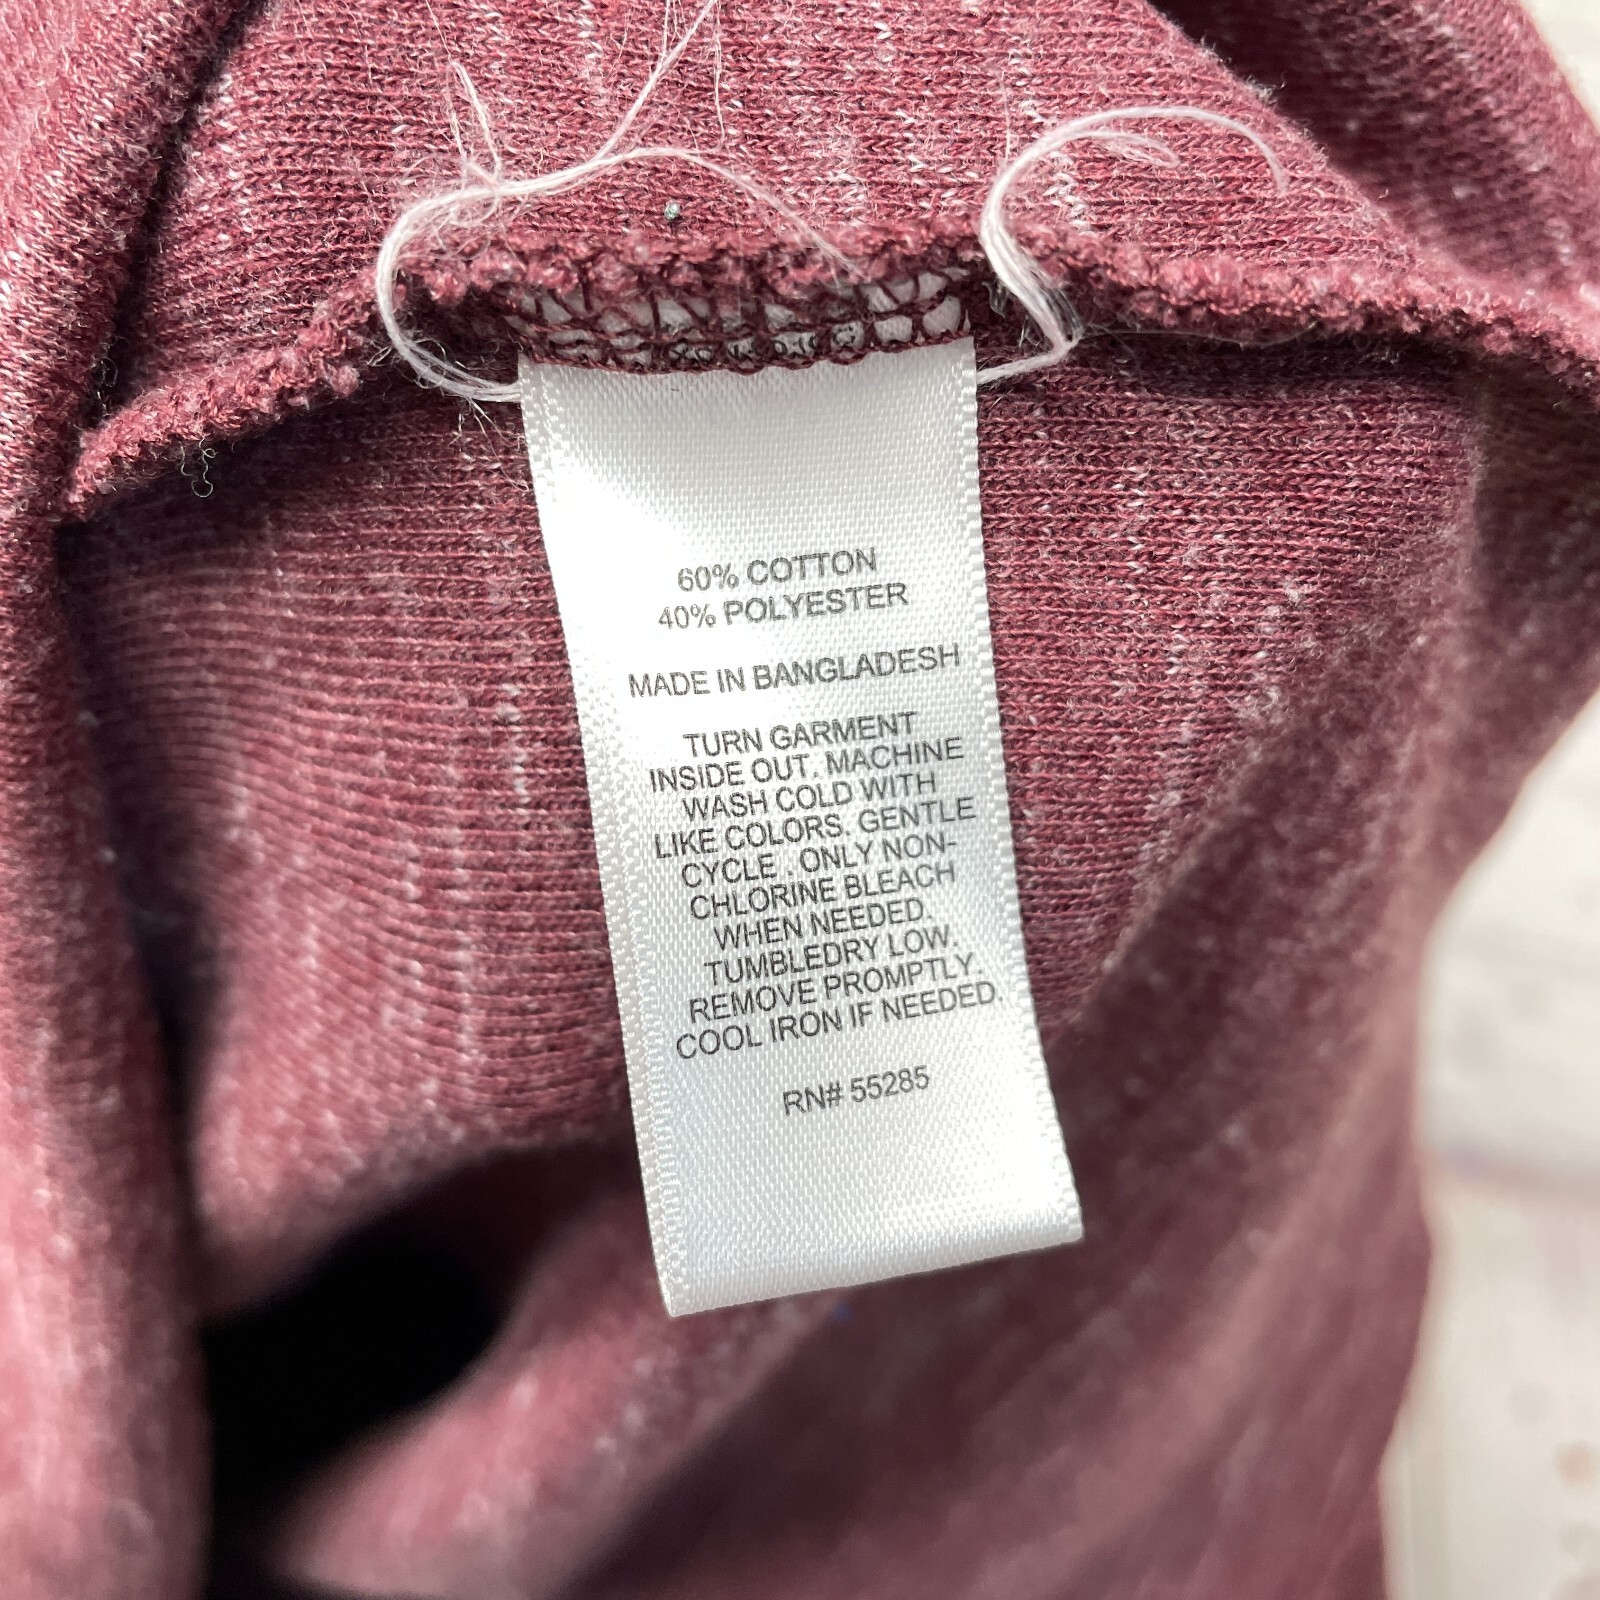 60% COTTON
40% POLYESTER
MADE IN BANGLADESH
TURN GARMENT
INSIDE OUT. MACHINE
WASH COLD WITH
LIKE COLORS. GENTLE
CYCLE . ONLY NON-
CHLORINE BLEACH
WHEN NEEDED.
TUMBLEDRY LOW.
REMOVE PROMPTLY.
COOL IRON IF NEEDED.
RN# 55285